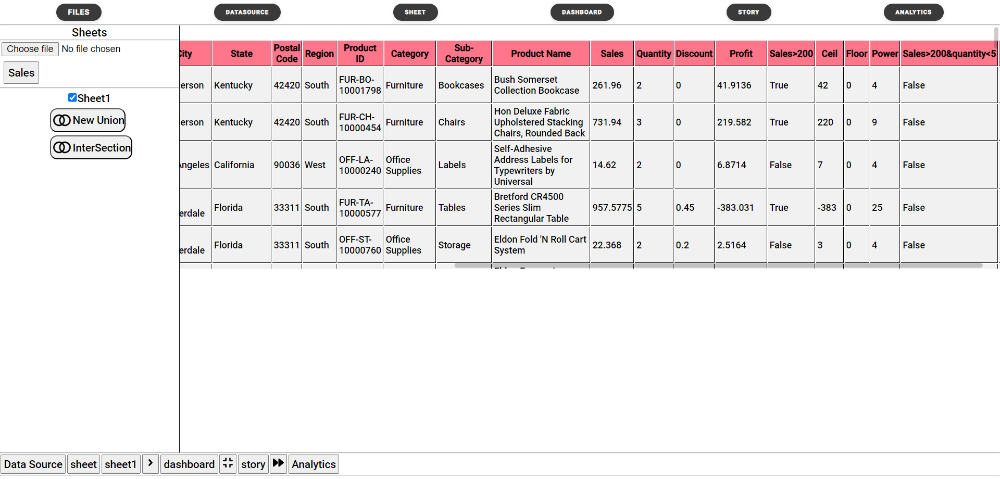 FILES DATASOURCE SHEET DASHBOARD STORY ANALYTICS
Sheets
Choose file No file chosen
Sales
Sheet1
New Union
InterSection
City State Postal Code Region Product ID Category Sub-Category Product Name Sales Quantity Discount Profit Sales>200 Ceil Floor Power Sales>200&quantity<5
erson Kentucky 42420 South FUR-BO-10001798 Furniture Bookcases Bush Somerset Collection Bookcase 261.96 2 0 41.9136 True 42 0 4 False
erson Kentucky 42420 South FUR-CH-10000454 Furniture Chairs Hon Deluxe Fabric Upholstered Stacking Chairs, Rounded Back 731.94 3 0 219.582 True 220 0 9 False
Angeles California 90036 West OFF-LA-10000240 Office Supplies Labels Self-Adhesive Address Labels for Typewriters by Universal 14.62 2 0 6.8714 False 7 0 4 False
erdale Florida 33311 South FUR-TA-10000577 Furniture Tables Bretford CR4500 Series Slim Rectangular Table 957.5775 5 0.45 -383.031 True -383 0 25 False
erdale Florida 33311 South OFF-ST-10000760 Office Supplies Storage Eldon Fold 'N Roll Cart System 22.368 2 0.2 2.5164 False 3 0 4 False
Data Source sheet sheet1 dashboard story Analytics